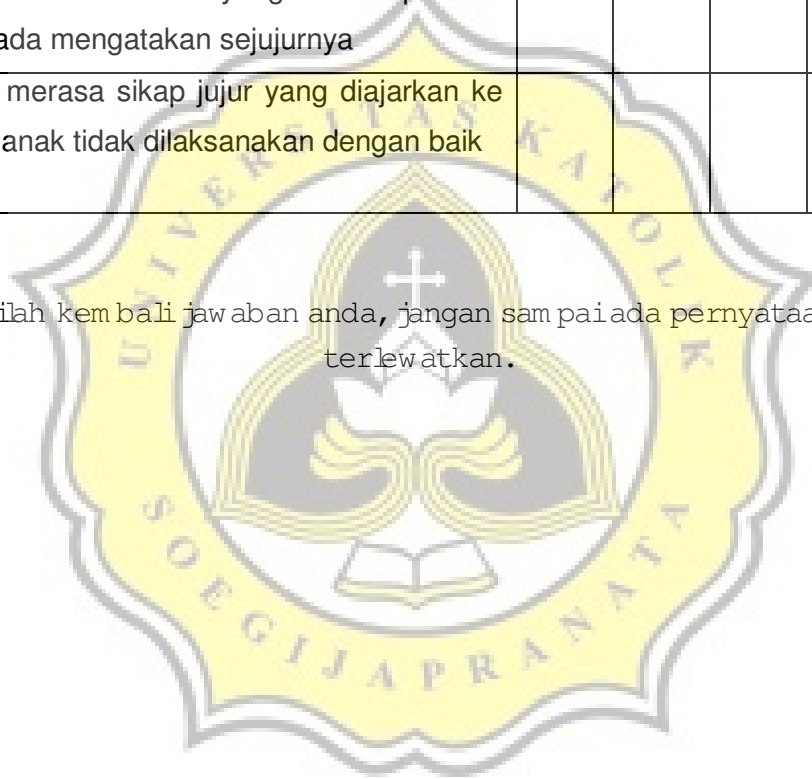 ada mengatakan sejujurnya
merasa sikap jujur yang diajarkan ke
anak tidak dilaksanakan dengan baik
ilah kembali jawaban anda, jangan sampai ada pernyataa
terlewatkan.
UNIVERSITAS KATOLIK
SOEGIJAPRANATA